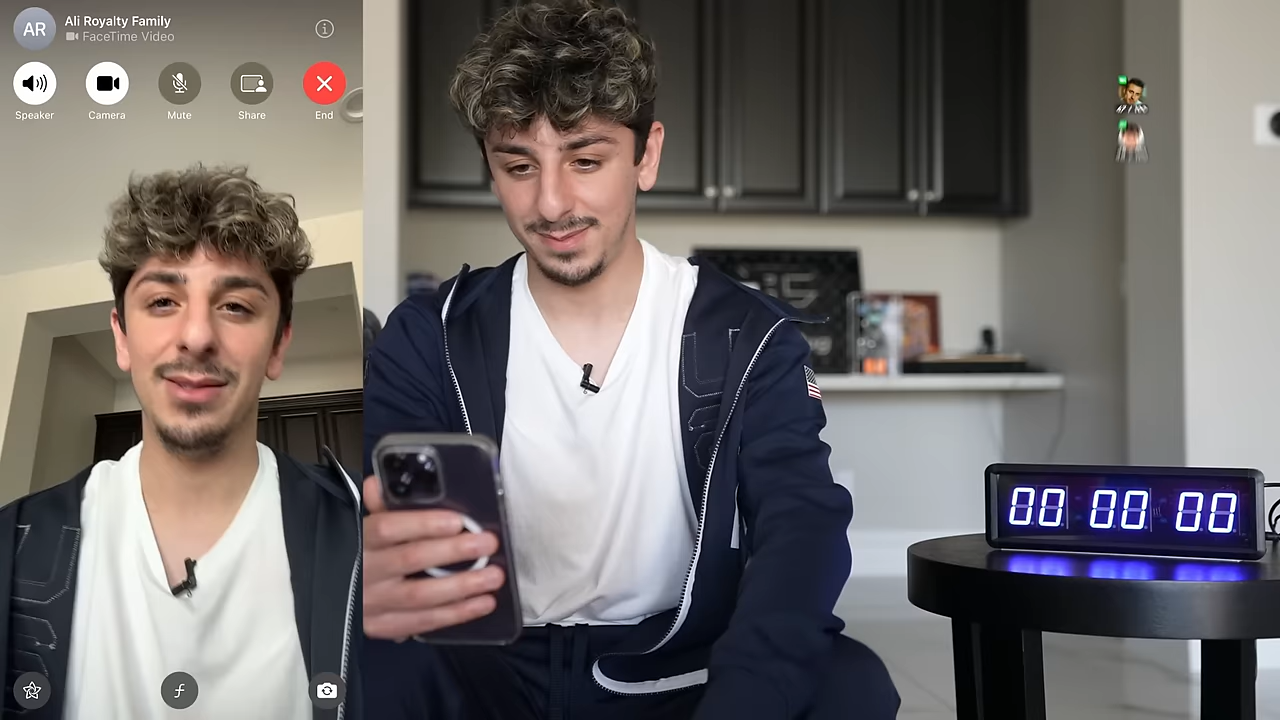 AR
Ali Royalty Family
FaceTime Video
Speaker
Camera
Mute
Share
End
00 00 00